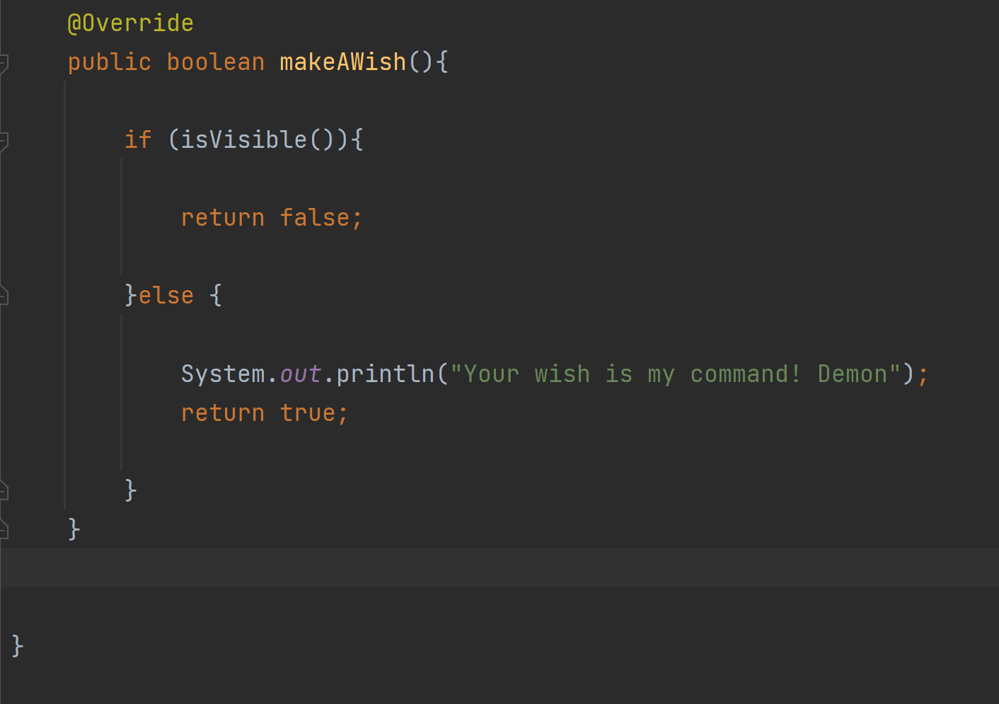 @Override
public boolean makeAWish(){
if (isVisible()){
return false;
}else {
System.out.println("Your wish is my command! Demon");
return true;
}
}
}